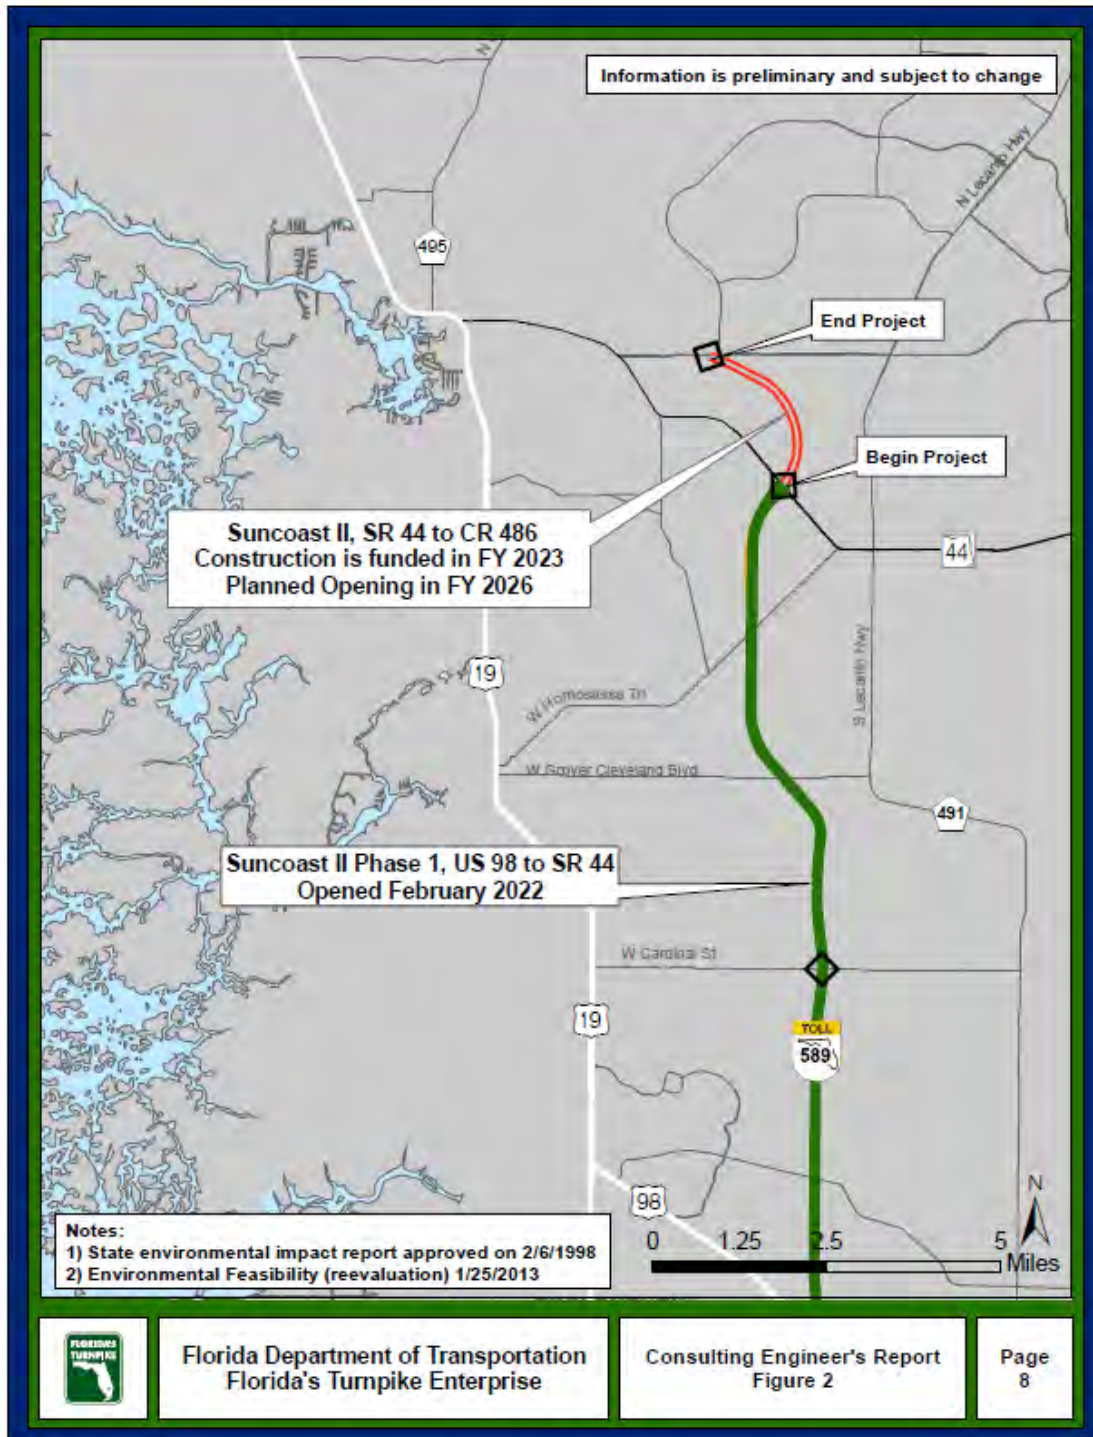 Information is preliminary and subject to change
N Lecanto Hwy
495
End Project
Begin Project
Suncoast II, SR 44 to CR 486
Construction is funded in FY 2023
Planned Opening in FY 2026
44
19
W Homosassa Trl
S Lecanto Hwy
W Grover Cleveland Blvd
491
Suncoast II Phase 1, US 98 to SR 44
Opened February 2022
W Cardinal St
19
TOLL
589
98
N
0 1.25 2.5 5
Miles
Notes:
1) State environmental impact report approved on 2/6/1998
2) Environmental Feasibility (reevaluation) 1/25/2013
FLORIDA'S
TURNPIKE
Florida Department of Transportation
Florida's Turnpike Enterprise
Consulting Engineer's Report
Figure 2
Page
8